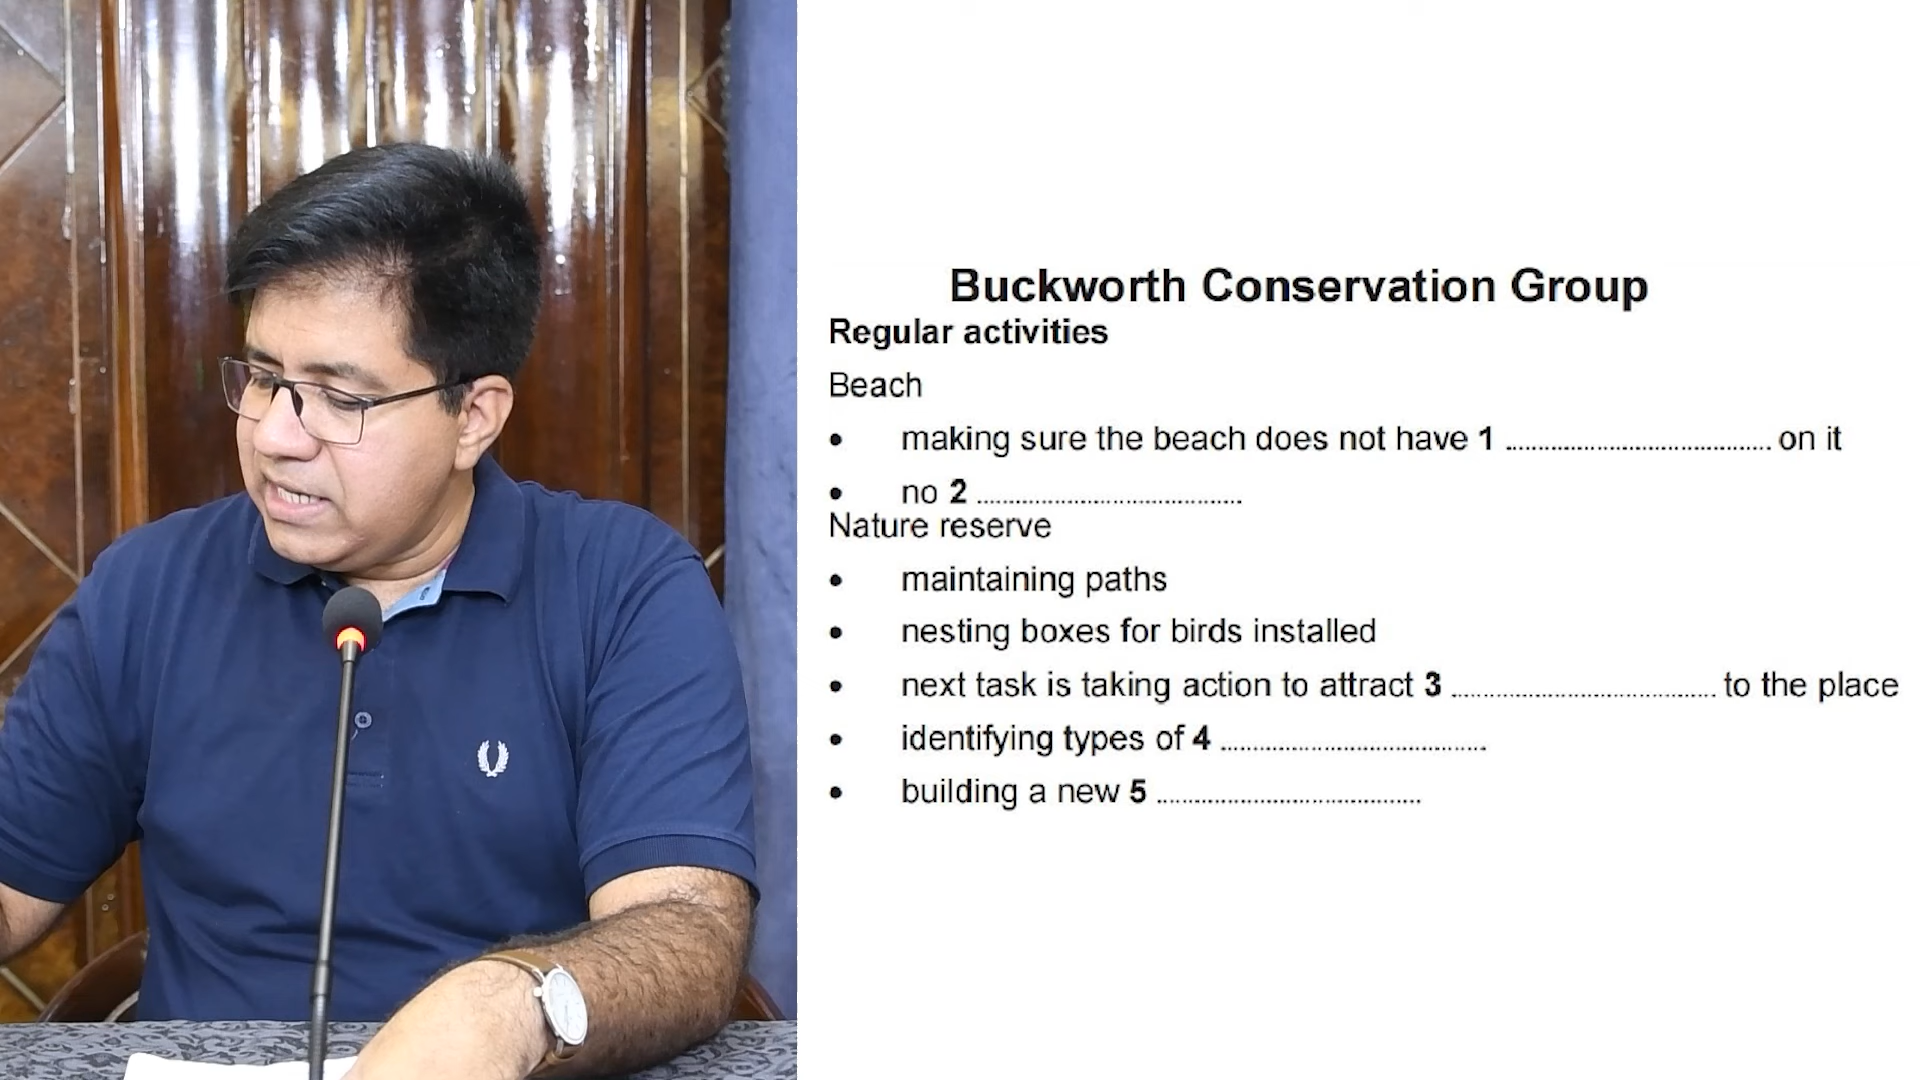 Buckworth Conservation Group
Regular activities
Beach
• making sure the beach does not have 1 ........................................ on it
• no 2 ........................................
Nature reserve
• maintaining paths
• nesting boxes for birds installed
• next task is taking action to attract 3 ........................................ to the place
• identifying types of 4 ........................................
• building a new 5 ........................................